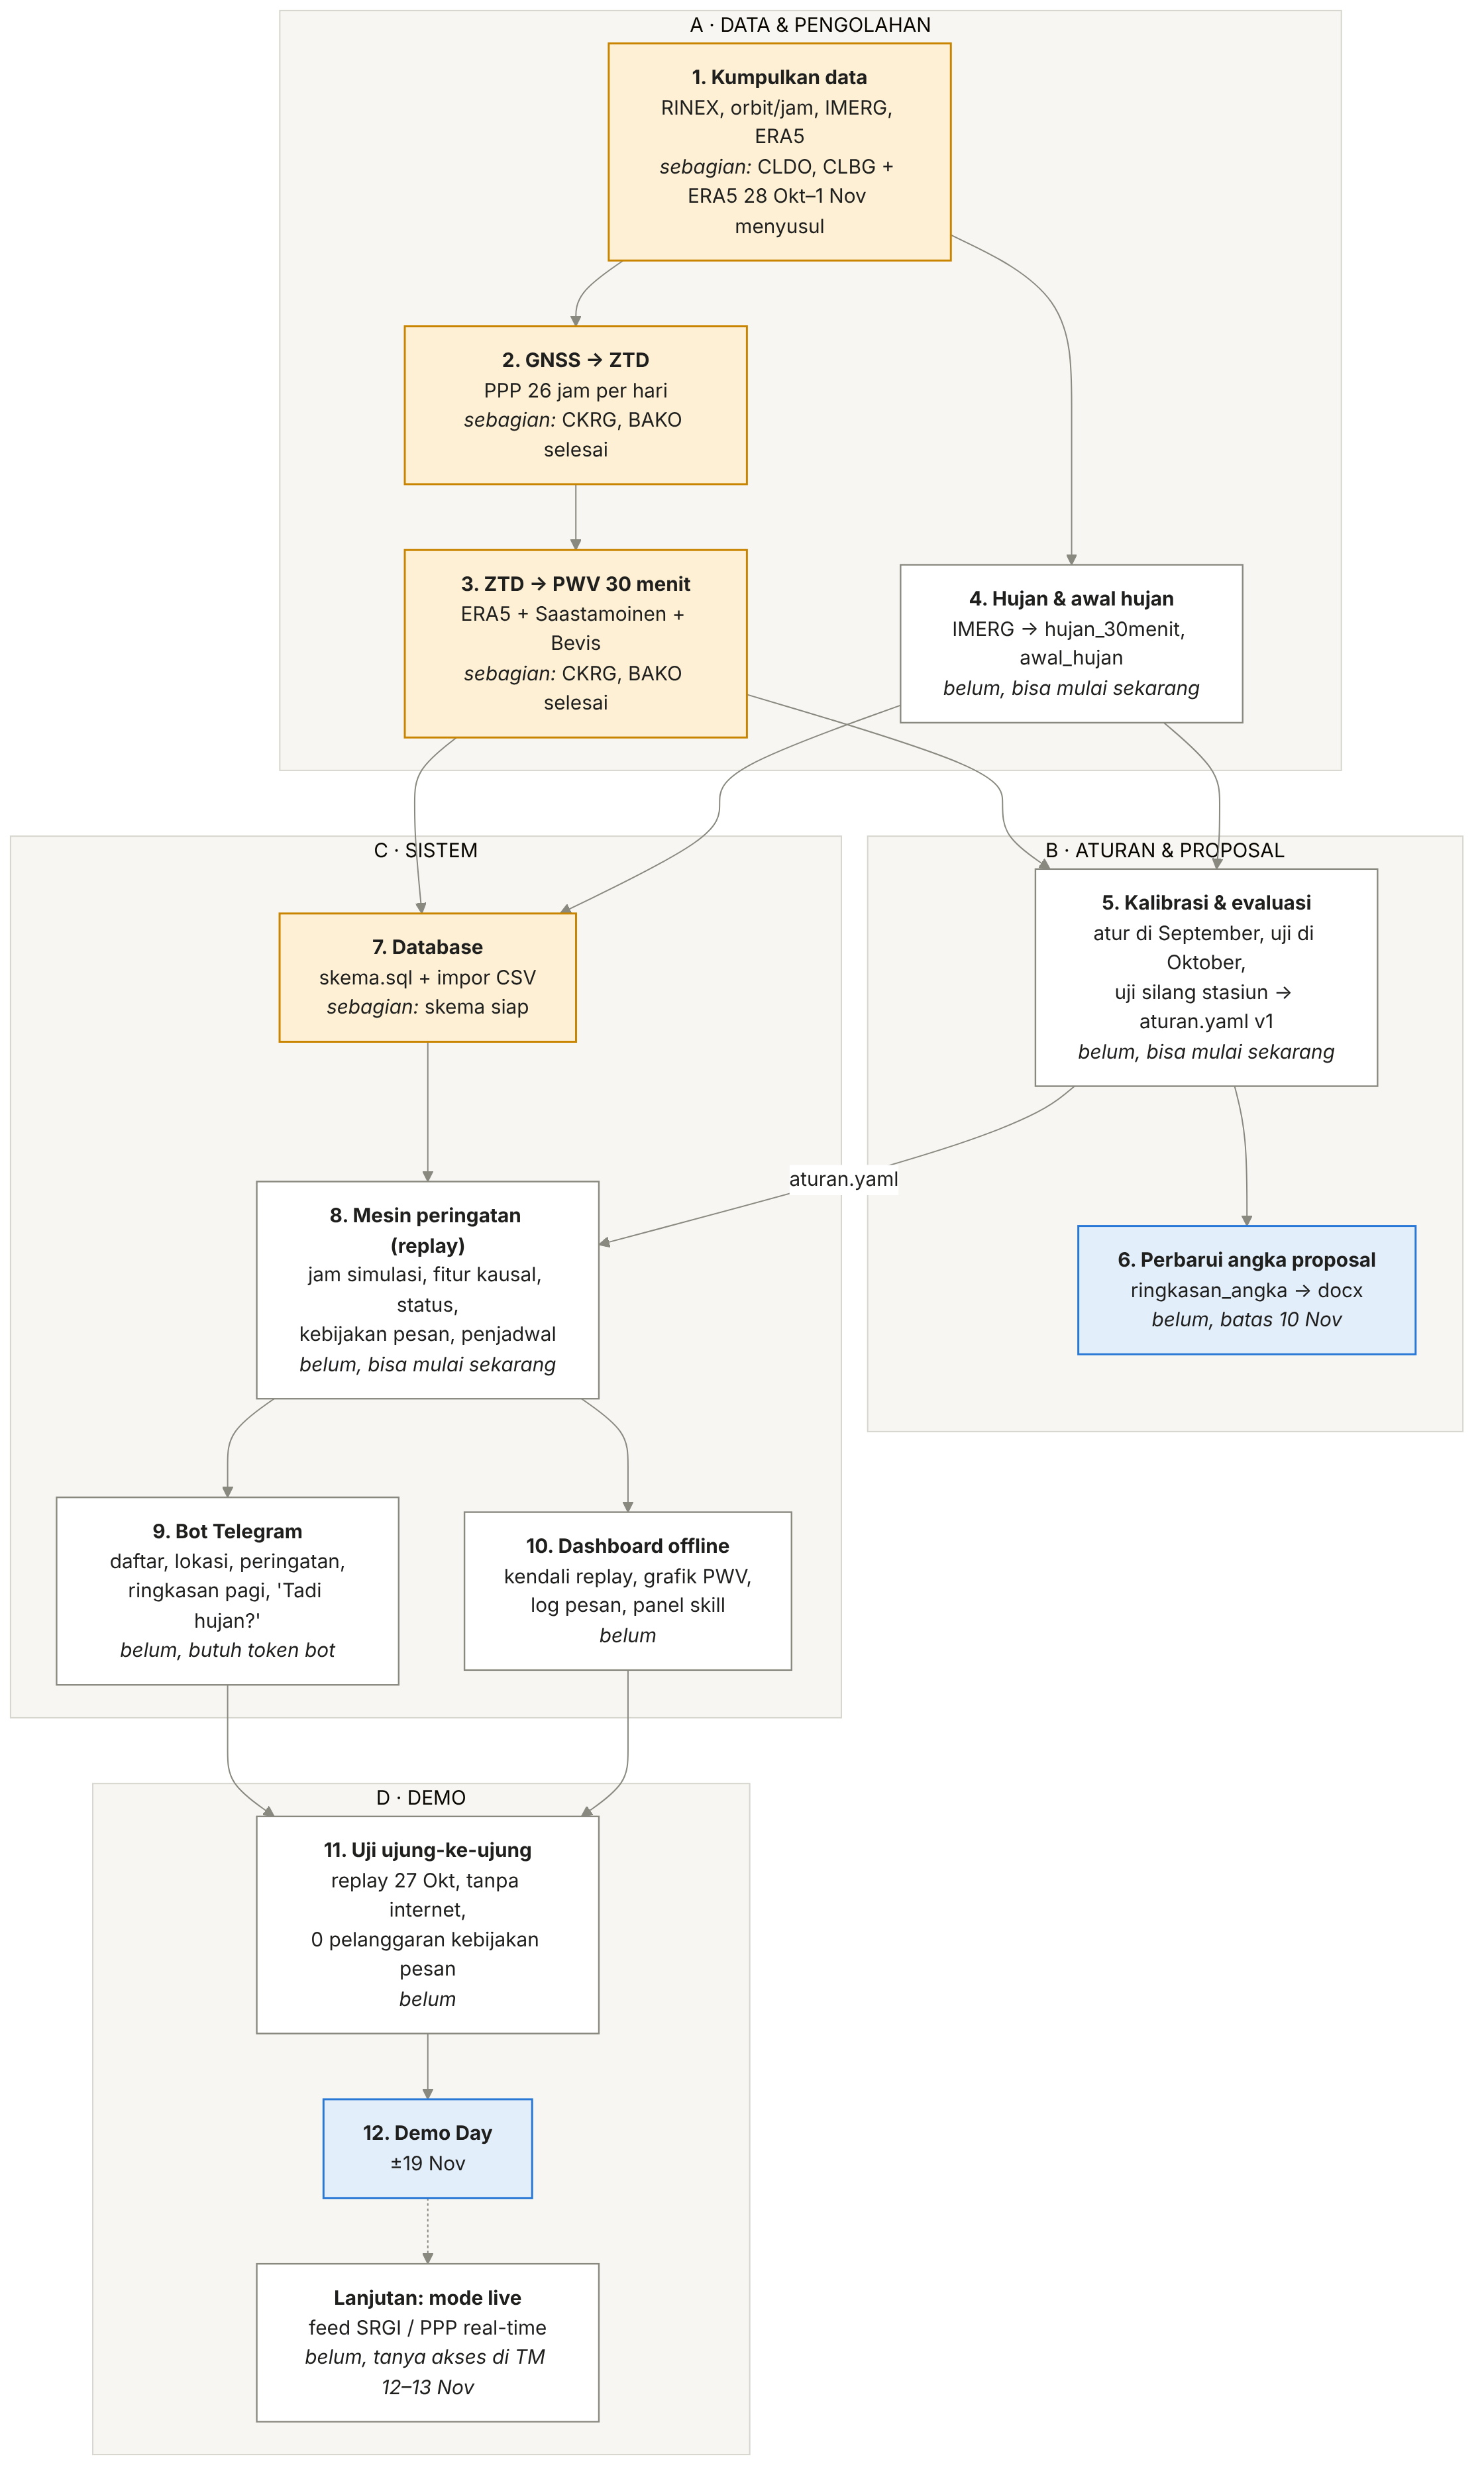 A · DATA & PENGOLAHAN
1. Kumpulkan data
RINEX, orbit/jam, IMERG,
ERA5
sebagian: CLDO, CLBG +
ERA5 28 Okt–1 Nov
menyusul
2. GNSS → ZTD
PPP 26 jam per hari
sebagian: CKRG, BAKO
selesai
3. ZTD → PWV 30 menit
ERA5 + Saastamoinen +
Bevis
sebagian: CKRG, BAKO
selesai
4. Hujan & awal hujan
IMERG → hujan_30menit,
awal_hujan
belum, bisa mulai sekarang
C · SISTEM
B · ATURAN & PROPOSAL
5. Kalibrasi & evaluasi
atur di September, uji di
Oktober,
uji silang stasiun →
aturan.yaml v1
belum, bisa mulai sekarang
7. Database
skema.sql + impor CSV
sebagian: skema siap
aturan.yaml
8. Mesin peringatan
(replay)
jam simulasi, fitur kausal,
status,
kebijakan pesan, penjadwal
belum, bisa mulai sekarang
6. Perbarui angka proposal
ringkasan_angka → docx
belum, batas 10 Nov
9. Bot Telegram
daftar, lokasi, peringatan,
ringkasan pagi, 'Tadi
hujan?'
belum, butuh token bot
10. Dashboard offline
kendali replay, grafik PWV,
log pesan, panel skill
belum
D · DEMO
11. Uji ujung-ke-ujung
replay 27 Okt, tanpa
internet,
0 pelanggaran kebijakan
pesan
belum
12. Demo Day
±19 Nov
Lanjutan: mode live
feed SRGI / PPP real-time
belum, tanya akses di TM
12–13 Nov